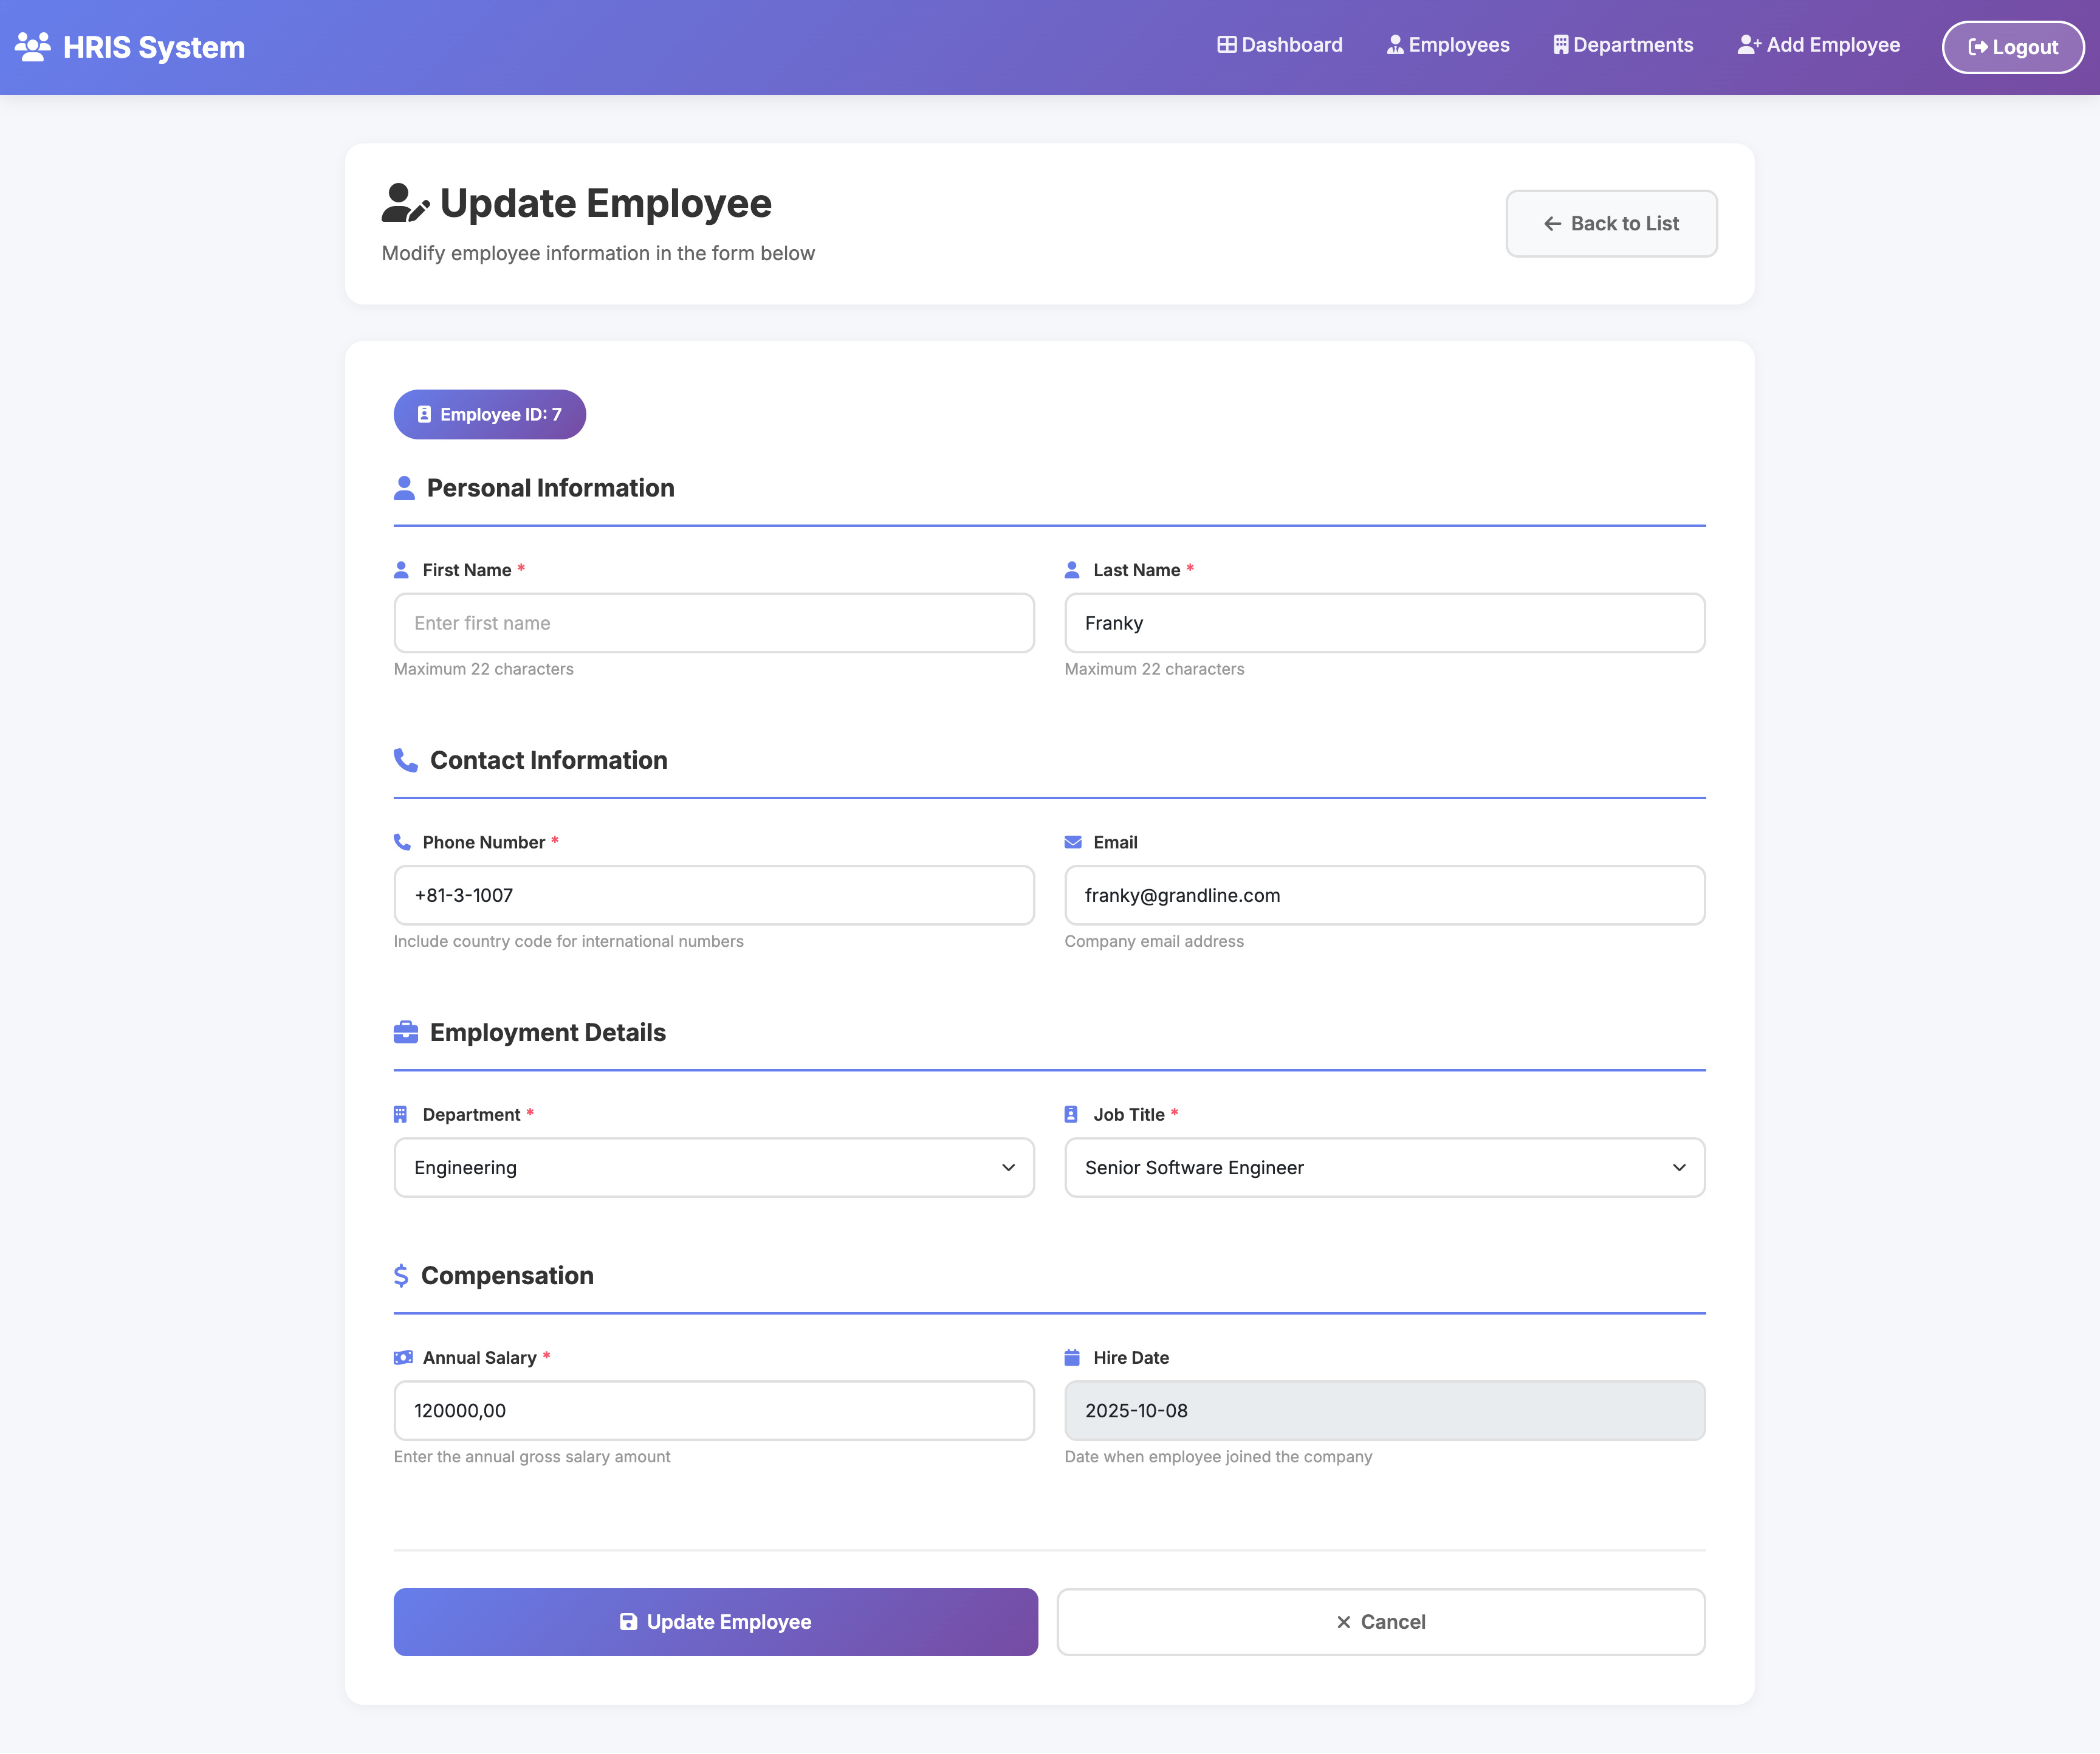 HRIS System
Dashboard
Employees
Departments
Add Employee
Logout
Update Employee
Modify employee information in the form below
Back to List
Employee ID: 7
Personal Information
First Name *
Last Name *
Enter first name
Franky
Maximum 22 characters
Maximum 22 characters
Contact Information
Phone Number *
Email
+81-3-1007
franky@grandline.com
Include country code for international numbers
Company email address
Employment Details
Department *
Job Title *
Engineering
Senior Software Engineer
Compensation
Annual Salary *
Hire Date
120000,00
2025-10-08
Enter the annual gross salary amount
Date when employee joined the company
Update Employee
Cancel